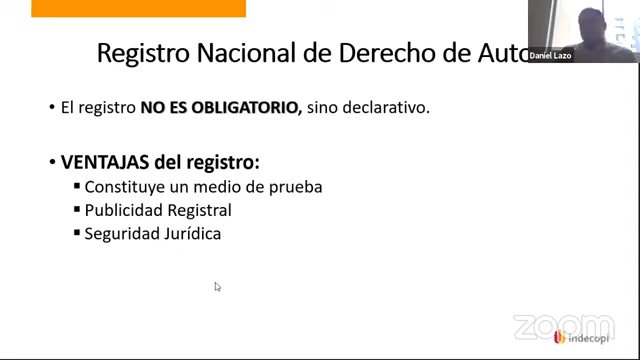 Registro Nacional de Derecho de Auto
Daniel Lazo
• El registro NO ES OBLIGATORIO, sino declarativo.
• VENTAJAS del registro:
▪ Constituye un medio de prueba
▪ Publicidad Registral
▪ Seguridad Jurídica
zoom
indecopi